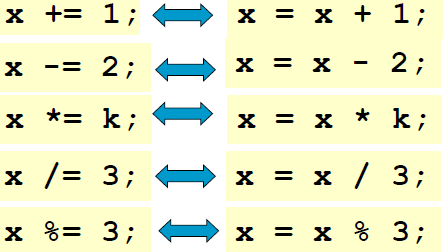 x += 1; x = x + 1;
x -= 2; x = x - 2;
x *= k; x = x * k;
x /= 3; x = x / 3;
x %= 3; x = x % 3;